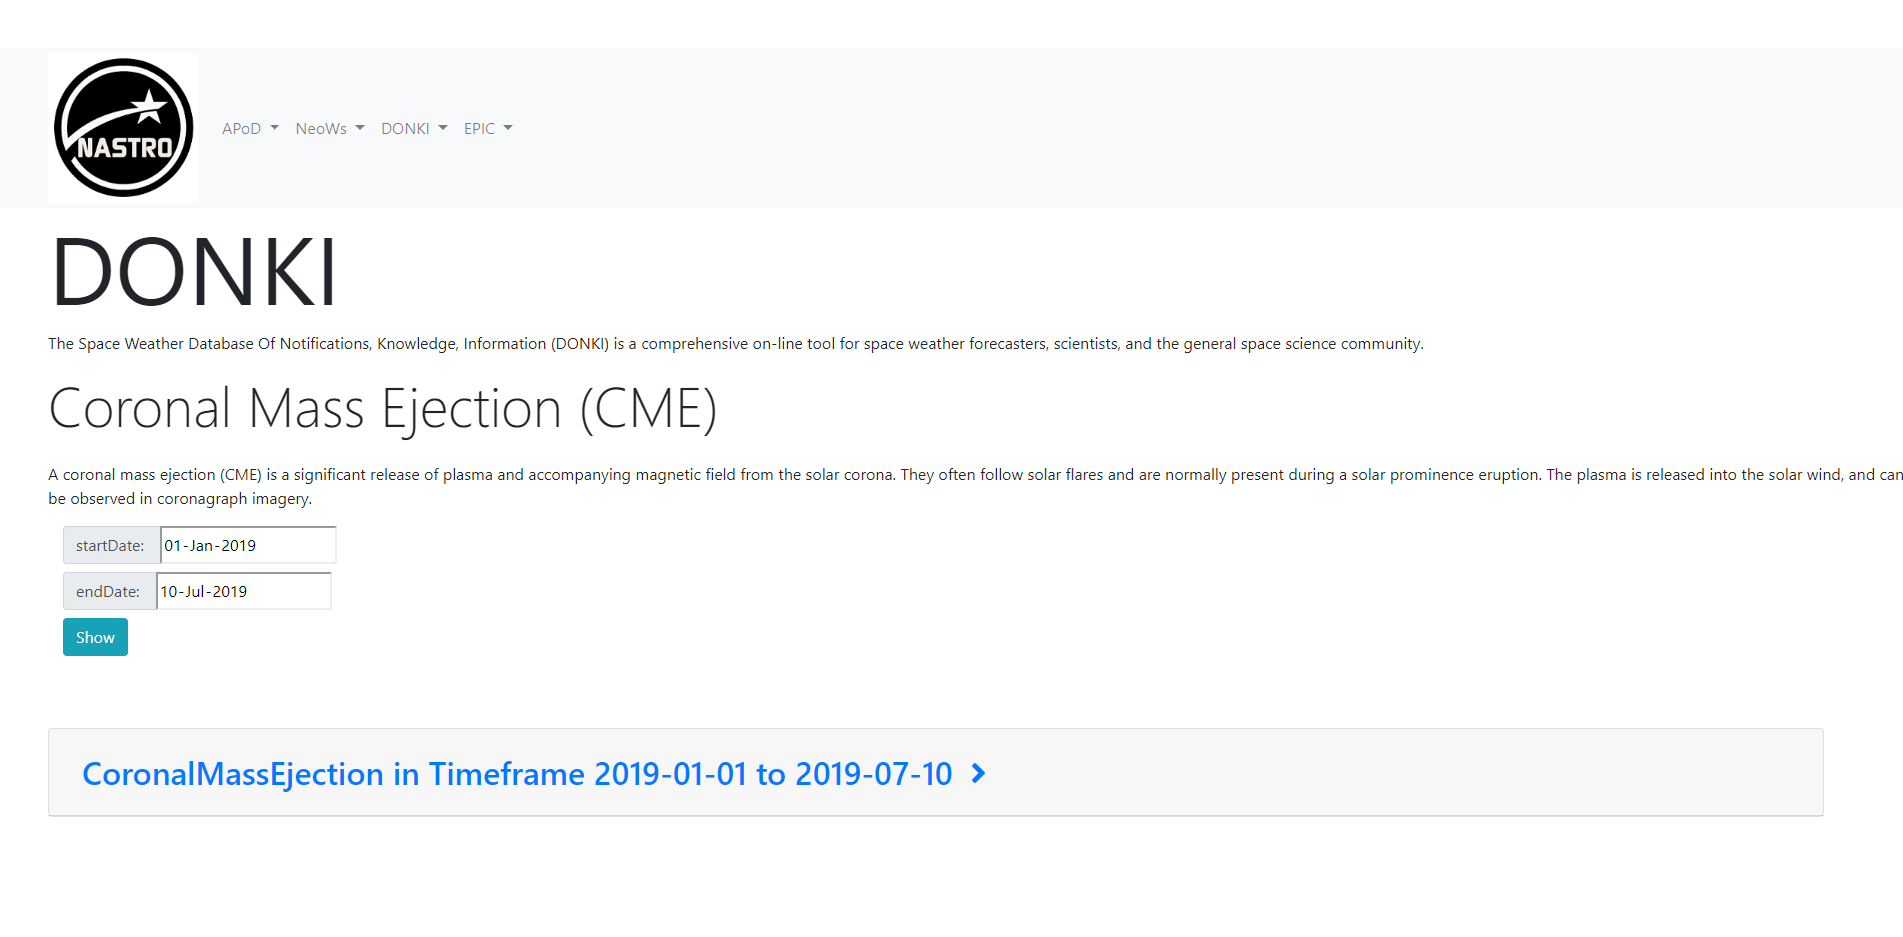 NASTRO
APoD NeoWs DONKI EPIC
DONKI
The Space Weather Database Of Notifications, Knowledge, Information (DONKI) is a comprehensive on-line tool for space weather forecasters, scientists, and the general space science community.
Coronal Mass Ejection (CME)
A coronal mass ejection (CME) is a significant release of plasma and accompanying magnetic field from the solar corona. They often follow solar flares and are normally present during a solar prominence eruption. The plasma is released into the solar wind, and can
be observed in coronagraph imagery.
startDate: 01-Jan-2019
endDate: 10-Jul-2019
Show
CoronalMassEjection in Timeframe 2019-01-01 to 2019-07-10